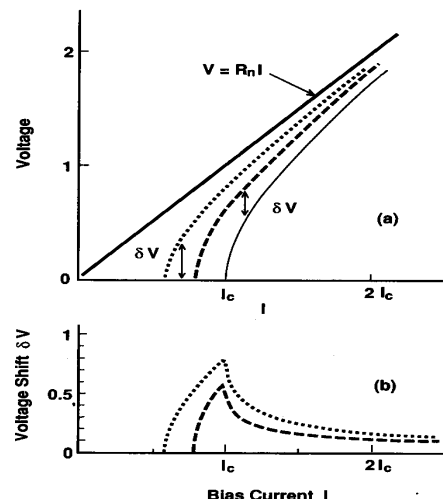 2
V = RnI
Voltage
1
δV
δV
(a)
0
Ic
I
2 Ic
1
Voltage Shift δV
(b)
0.5
0
Ic
2Ic
Bias Current I